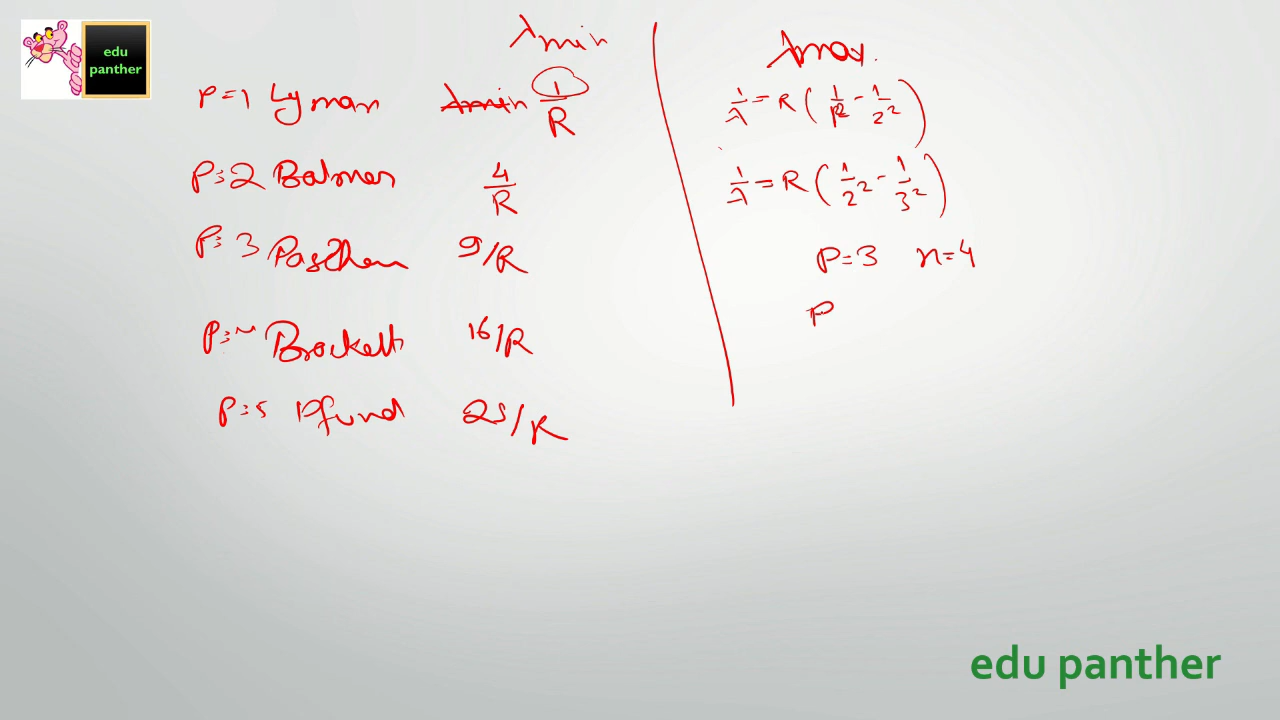 edu
panther
λmin
λmax.
P=1 Lyman λmin 1/R
1/λ = R(1/1² - 1/2²)
P=2 Balmer 4/R
1/λ = R(1/2² - 1/3²)
P=3 Paschen 9/R
P=3 n=4
P
P=4 Brackett 16/R
P=5 Pfund 25/R
edu panther